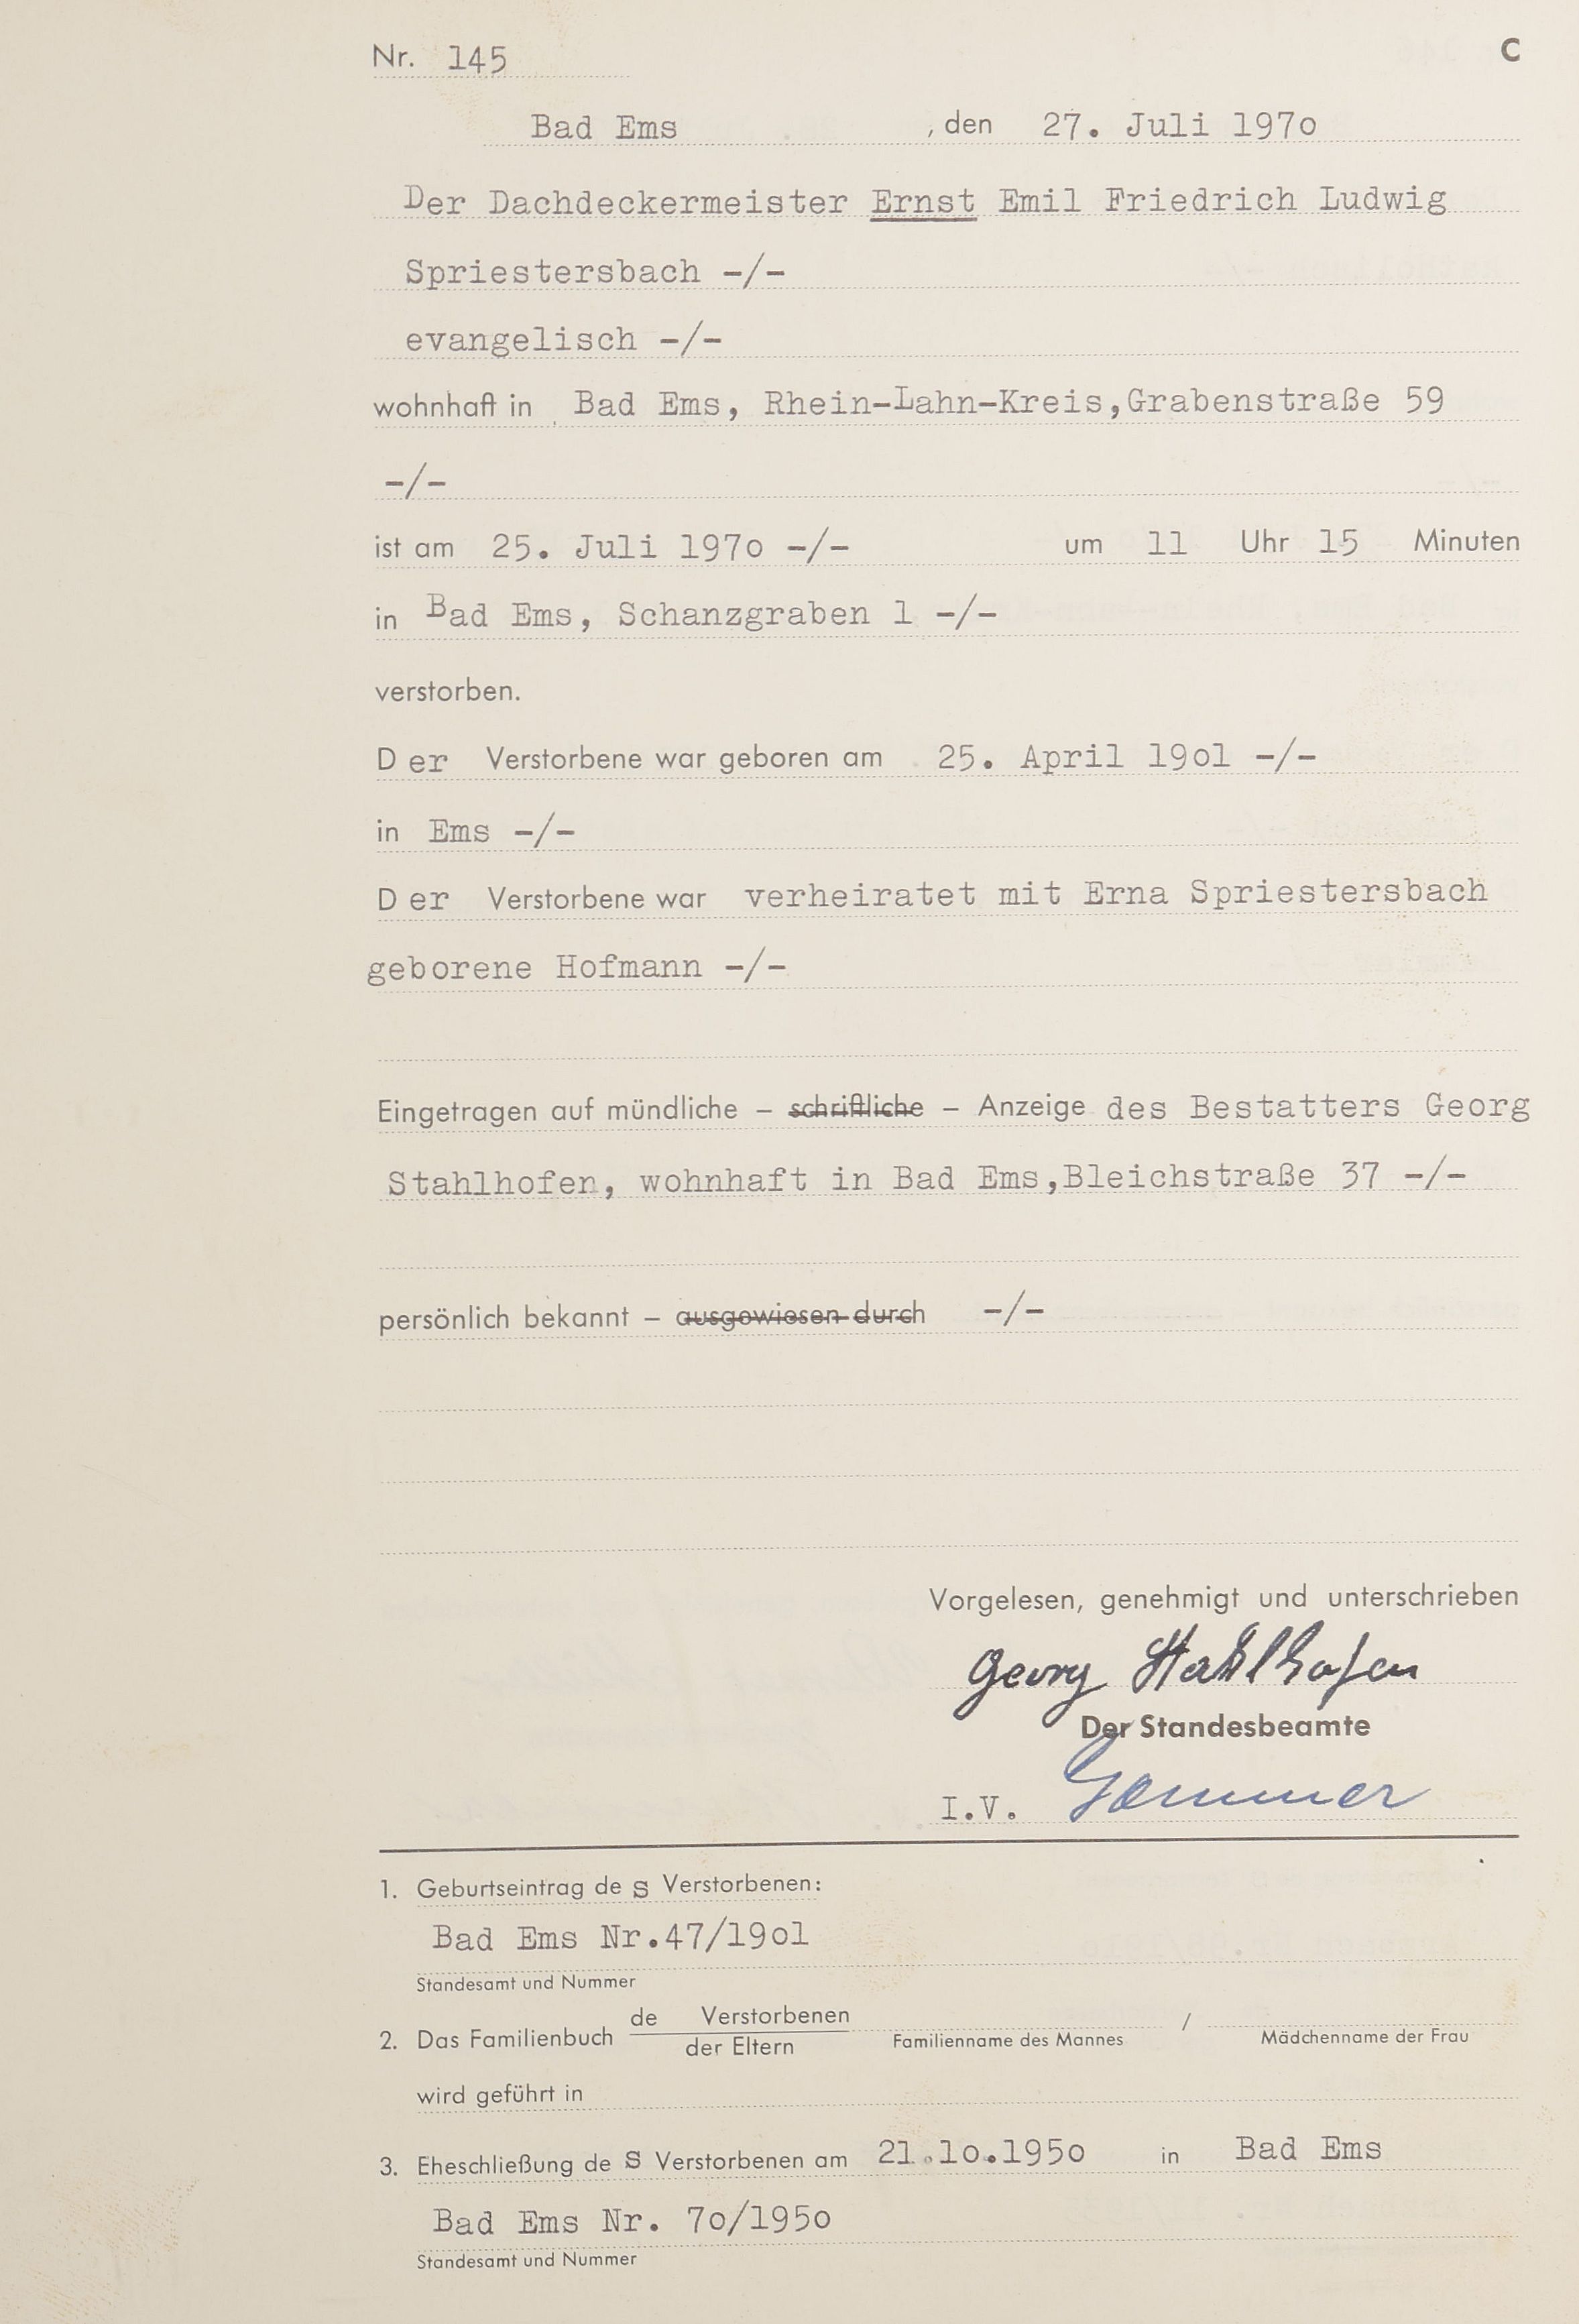 Nr. 145
C
Bad Ems , den 27. Juli 197o
Der Dachdeckermeister Ernst Emil Friedrich Ludwig
Spriestersbach -/-
evangelisch -/-
wohnhaft in Bad Ems, Rhein-Lahn-Kreis,Grabenstraße 59
-/-
ist am 25. Juli 197o -/- um 11 Uhr 15 Minuten
in Bad Ems, Schanzgraben 1 -/-
verstorben.
Der Verstorbene war geboren am 25. April 19o1 -/-
in Ems -/-
Der Verstorbene war verheiratet mit Erna Spriestersbach
geborene Hofmann -/-
Eingetragen auf mündliche – schriftliche – Anzeige des Bestatters Georg
Stahlhofen, wohnhaft in Bad Ems,Bleichstraße 37 -/-
persönlich bekannt – ausgewiesen durch -/-
Vorgelesen, genehmigt und unterschrieben
Georg Stahlhofen
Der Standesbeamte
I.V.
1. Geburtseintrag des Verstorbenen:
Bad Ems Nr.47/19o1
Standesamt und Nummer
2. Das Familienbuch de Verstorbenen / 
der Eltern Familienname des Mannes Mädchenname der Frau
wird geführt in
3. Eheschließung des Verstorbenen am 21.1o.195o in Bad Ems
Bad Ems Nr. 7o/195o
Standesamt und Nummer